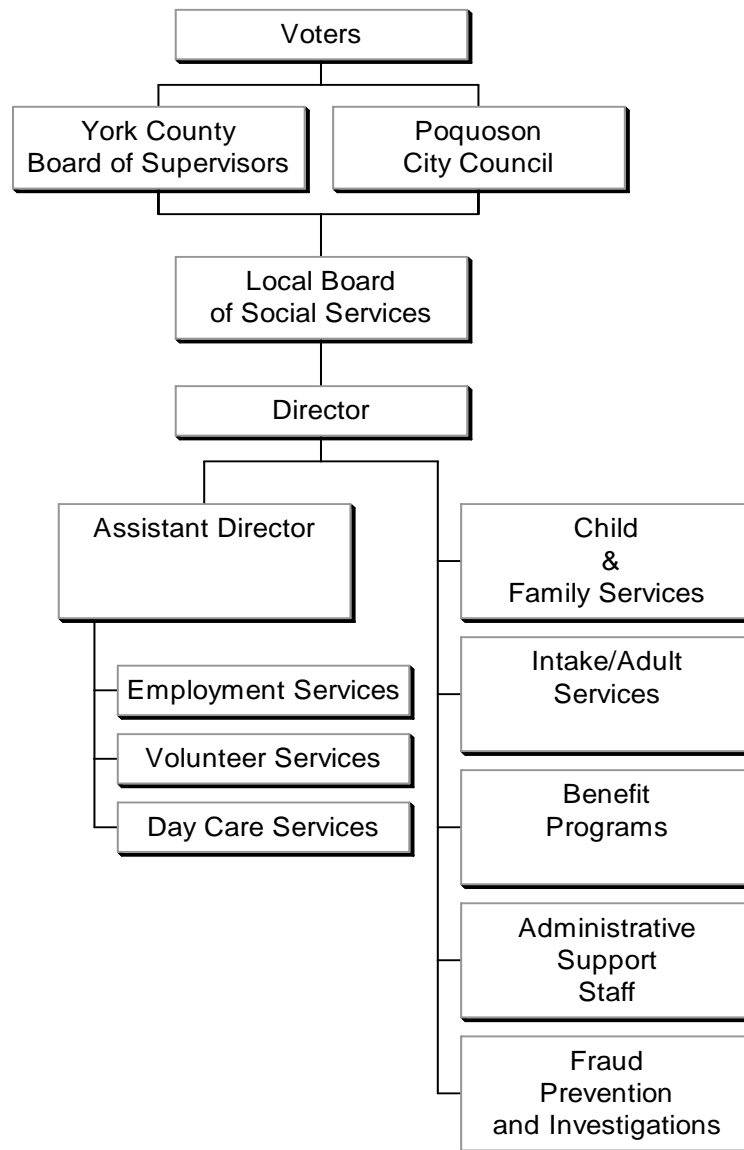 Voters
York County
Board of Supervisors
Poquoson
City Council
Local Board
of Social Services
Director
Assistant Director
Employment Services
Volunteer Services
Day Care Services
Child
&
Family Services
Intake/Adult
Services
Benefit
Programs
Administrative
Support
Staff
Fraud
Prevention
and Investigations